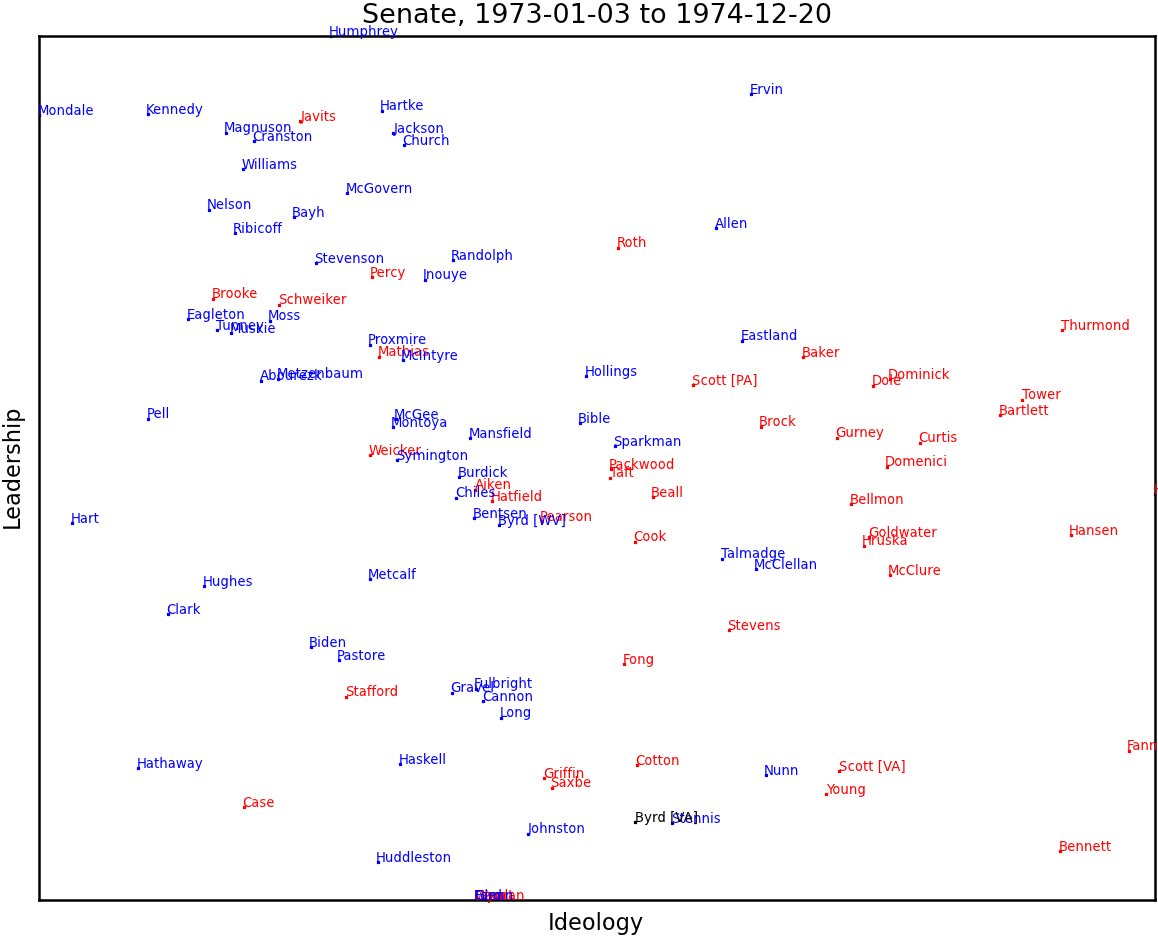 Senate, 1973-01-03 to 1974-12-20
Humphrey
Ervin
Hartke
Mondale
Kennedy
Javits
Magnuson
Jackson
Cranston
Church
Williams
McGovern
Nelson
Bayh
Allen
Ribicoff
Roth
Randolph
Stevenson
Percy
Inouye
Brooke
Schweiker
Eagleton
Moss
Tunney
Muskie
Thurmond
Eastland
Proxmire
Mathias
McIntyre
Baker
Hollings
Abourezk
Metzenbaum
Scott [PA]
Dole
Dominick
Tower
Bartlett
Pell
McGee
Montoya
Bible
Brock
Mansfield
Gurney
Curtis
Sparkman
Weicker
Symington
Packwood
Taft
Domenici
Burdick
Aiken
Chiles
Hatfield
Beall
Bellmon
Hart
Bentsen
Byrd [WV]
Pearson
Cook
Goldwater
Hruska
Hansen
Talmadge
McClellan
Metcalf
McClure
Hughes
Clark
Stevens
Biden
Pastore
Fong
Stafford
Gravel
Fulbright
Cannon
Long
Fann
Hathaway
Haskell
Cotton
Griffin
Saxbe
Nunn
Scott [VA]
Young
Case
Byrd [VA]
Stennis
Johnston
Bennett
Huddleston
Leadership
Ideology